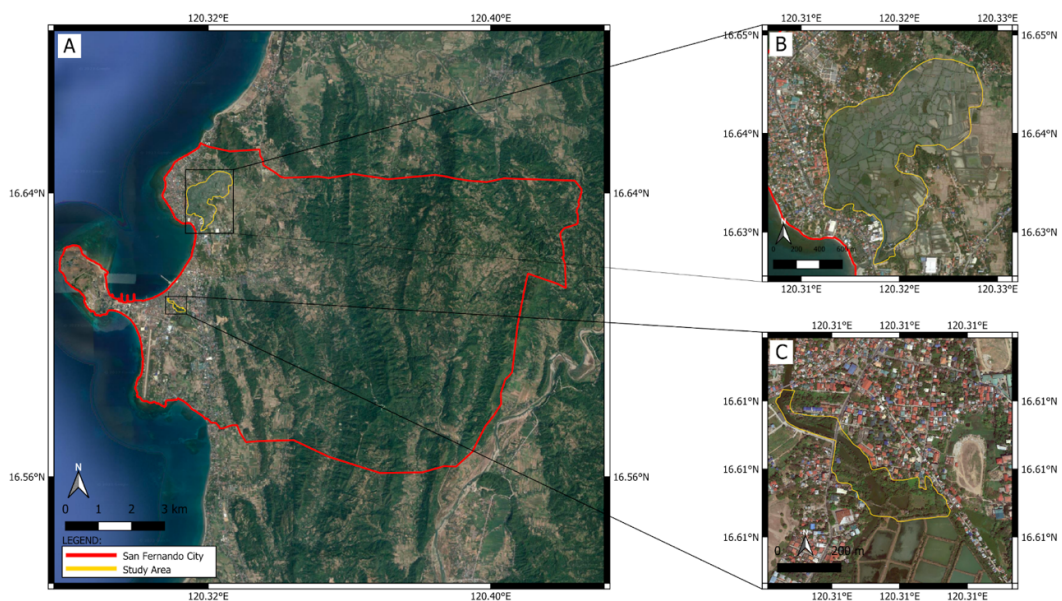 120.32°E 120.40°E
A
16.64°N 16.64°N
16.56°N 16.56°N
N
0 1 2 3 km
LEGEND:
San Fernando City
Study Area
120.32°E 120.40°E
120.31°E 120.32°E 120.33°E
B
16.65°N 16.65°N
16.64°N 16.64°N
16.63°N 16.63°N
N
0 200 400
120.31°E 120.32°E 120.33°E
120.31°E 120.31°E 120.31°E
C
16.61°N 16.61°N
16.61°N 16.61°N
16.61°N 16.61°N
N
0 200 m
120.31°E 120.31°E 120.31°E